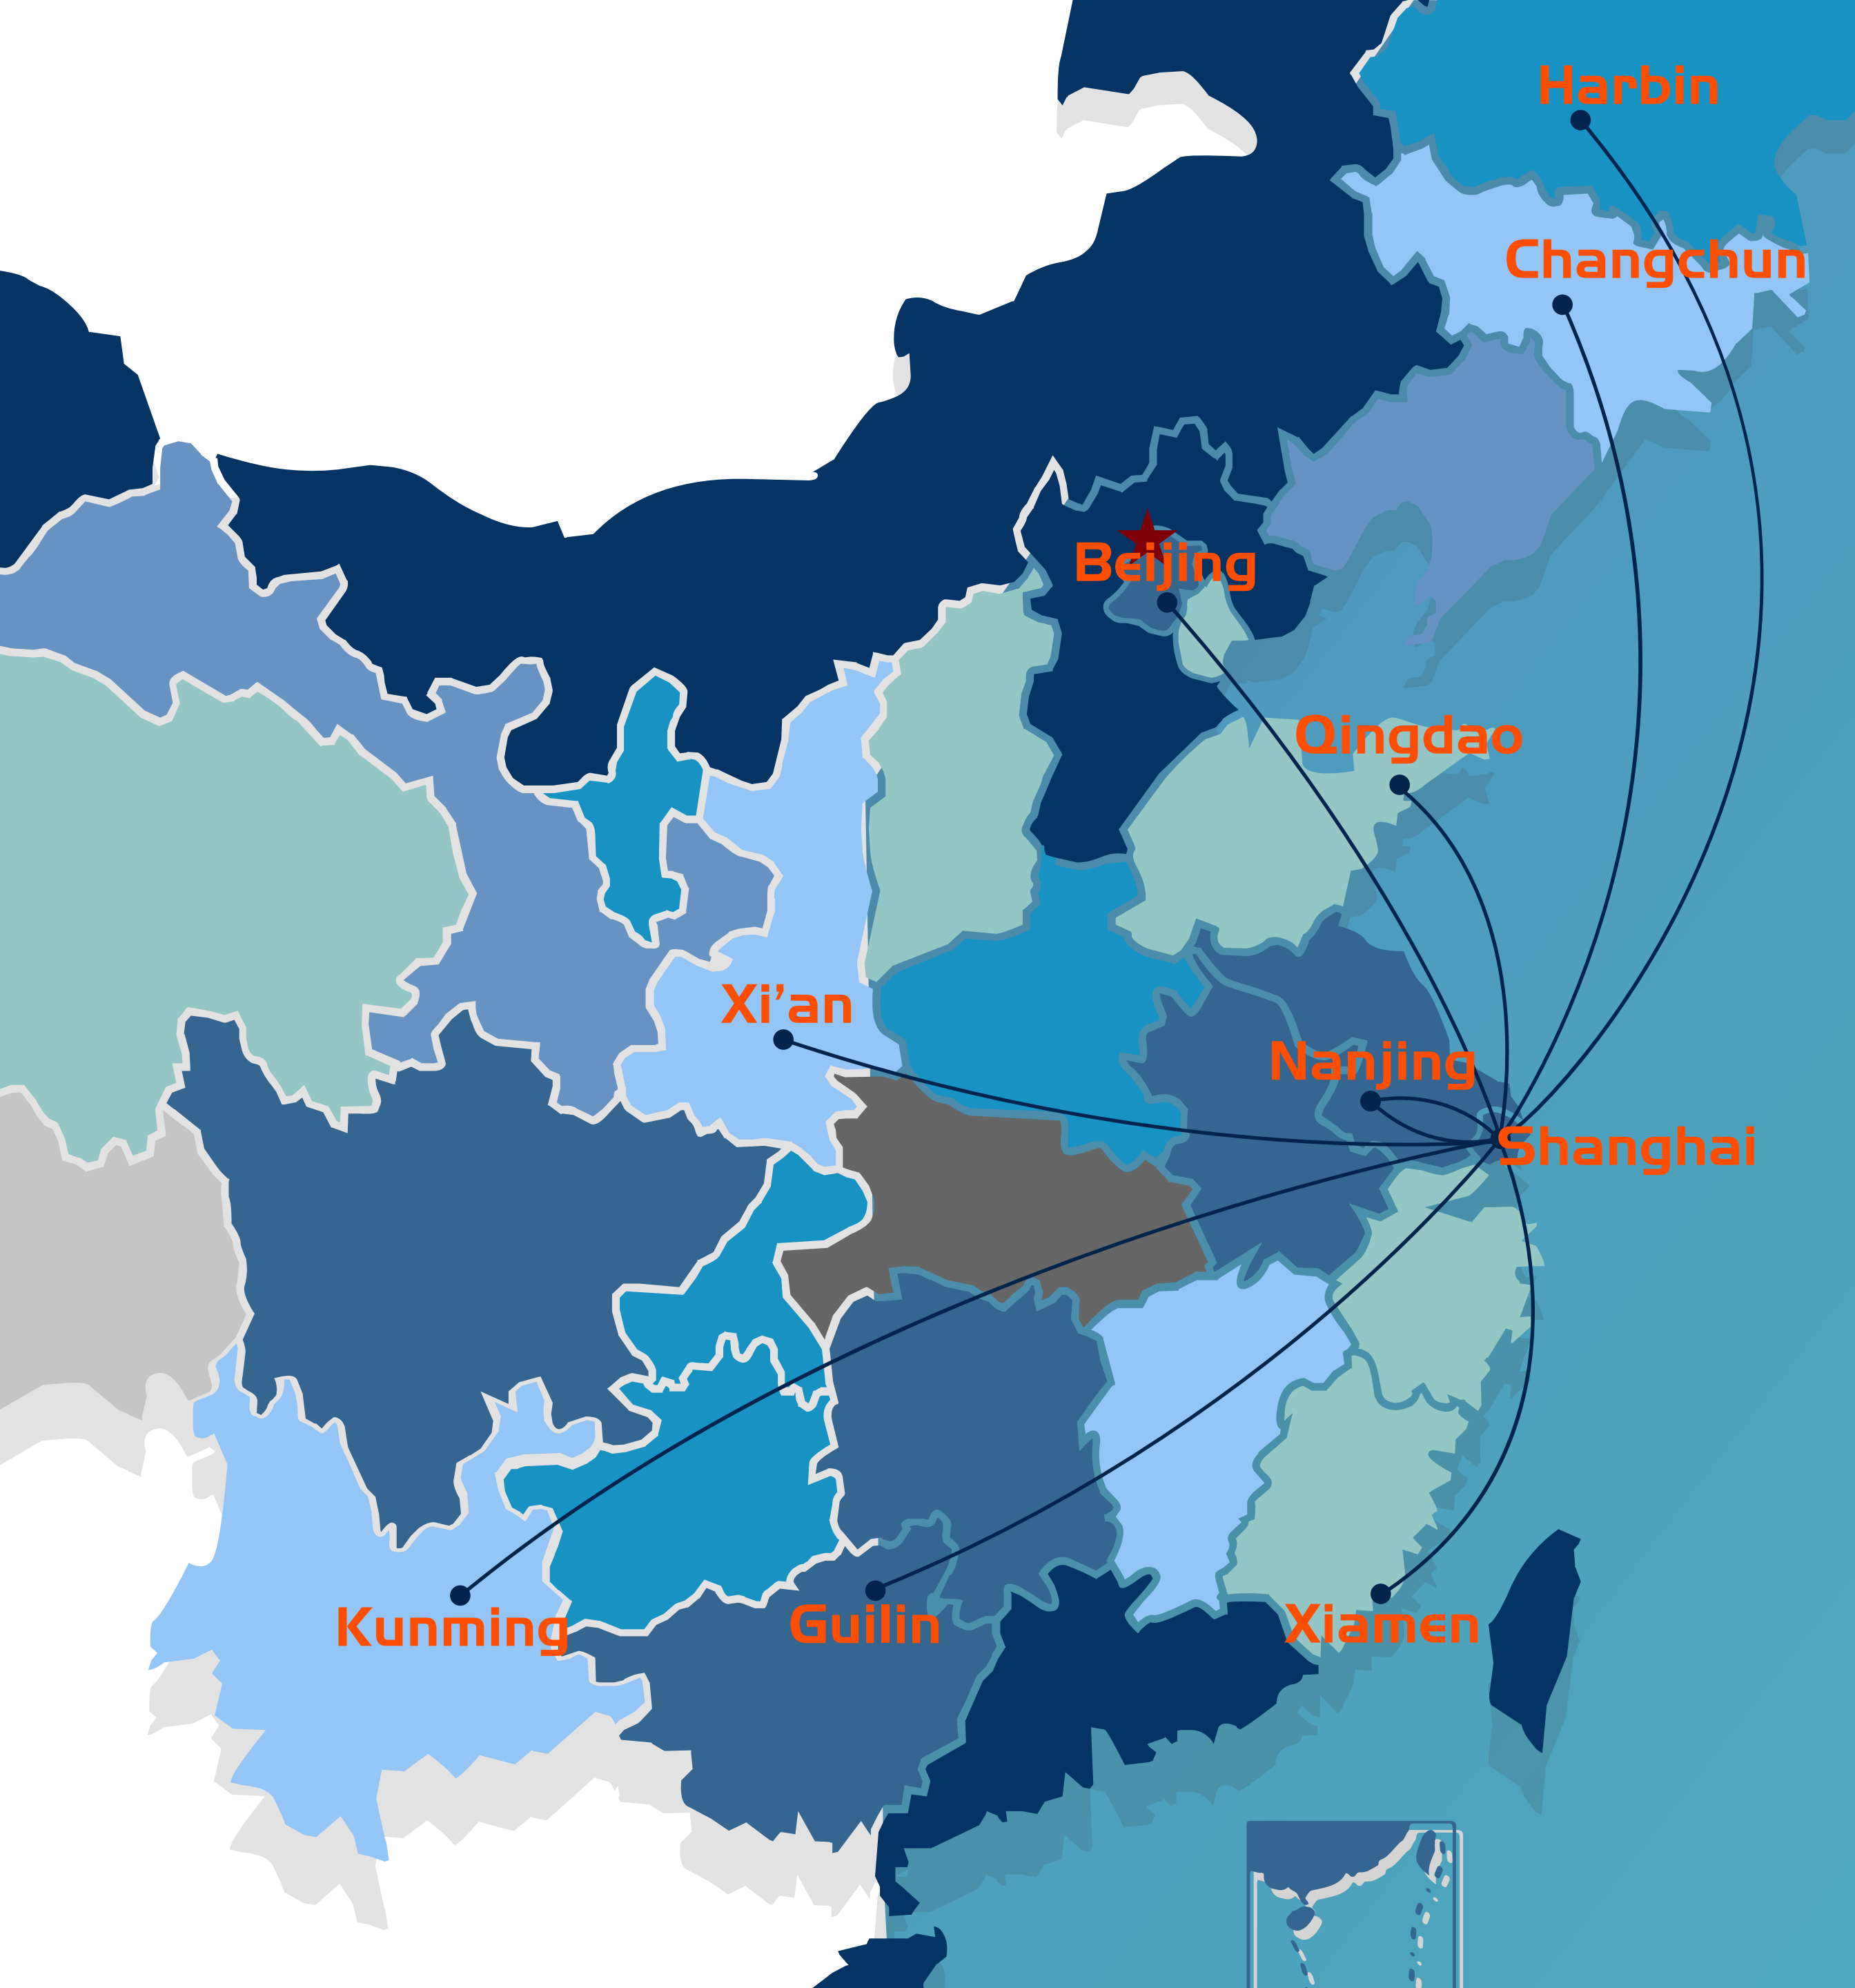 Harbin
Changchun
Beijing
Qingdao
Xi’an
Nanjing
Shanghai
Kunming
Guilin
Xiamen